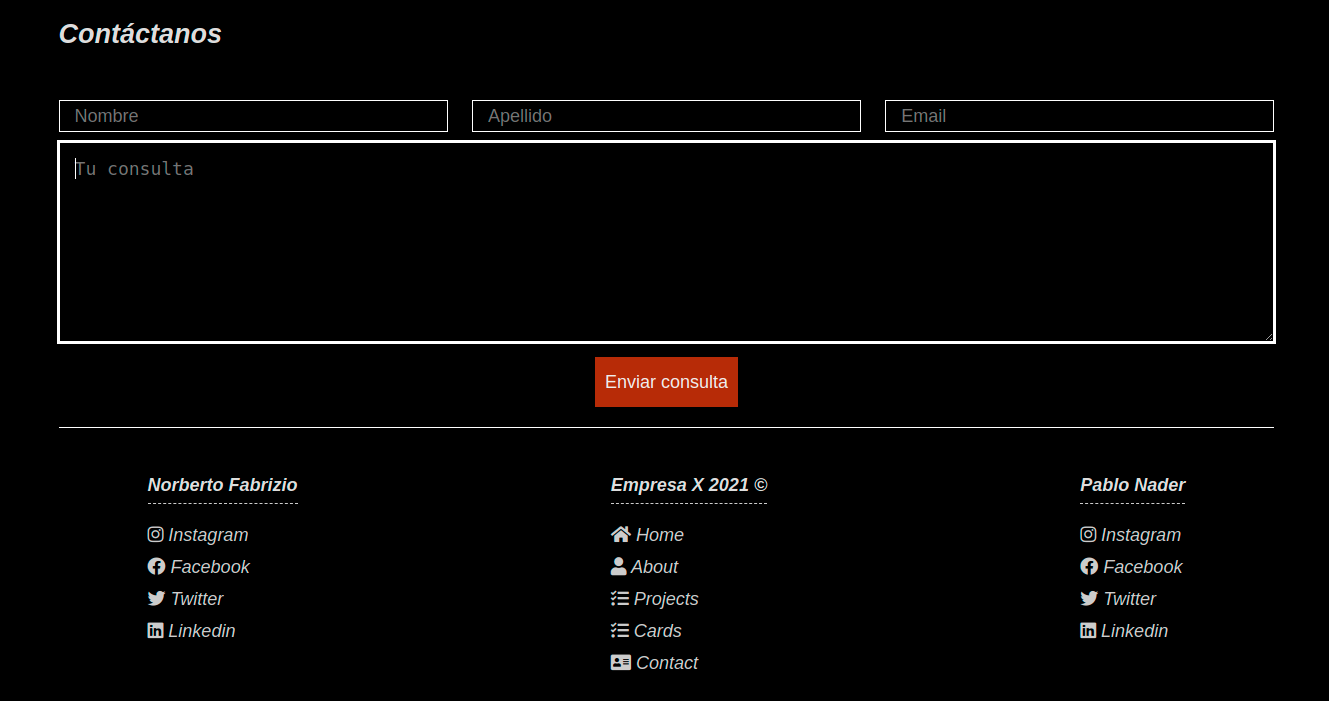 Contáctanos
Nombre
Apellido
Email
Tu consulta
Enviar consulta
Norberto Fabrizio
Instagram
Facebook
Twitter
Linkedin
Empresa X 2021 ©
Home
About
Projects
Cards
Contact
Pablo Nader
Instagram
Facebook
Twitter
Linkedin